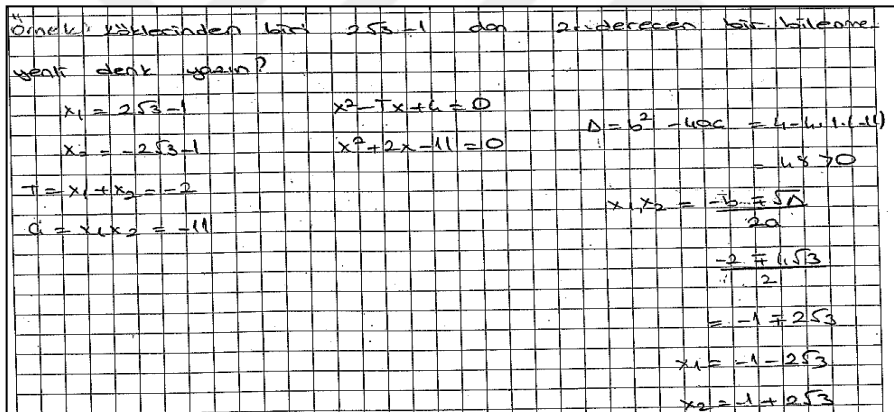 Örnek: Köklerinden biri 2√3-1 den 2. dereceden bir bilenme
yenli denk yazın?
x₁ = 2√3-1
x₂ = -2√3-1
T = x₁+x₂ = -2
Ç = x₁x₂ = -11
x²-Tx+Ç = 0
x²+2x-11 = 0
Δ = b² - 4ac = 4-4.1.(-11)
= 48 > 0
x₁,x₂ = -b ∓ √Δ / 2a
-2 ∓ 4√3 / 2
= -1 ∓ 2√3
x₁ = -1 - 2√3
x₂ = -1 + 2√3